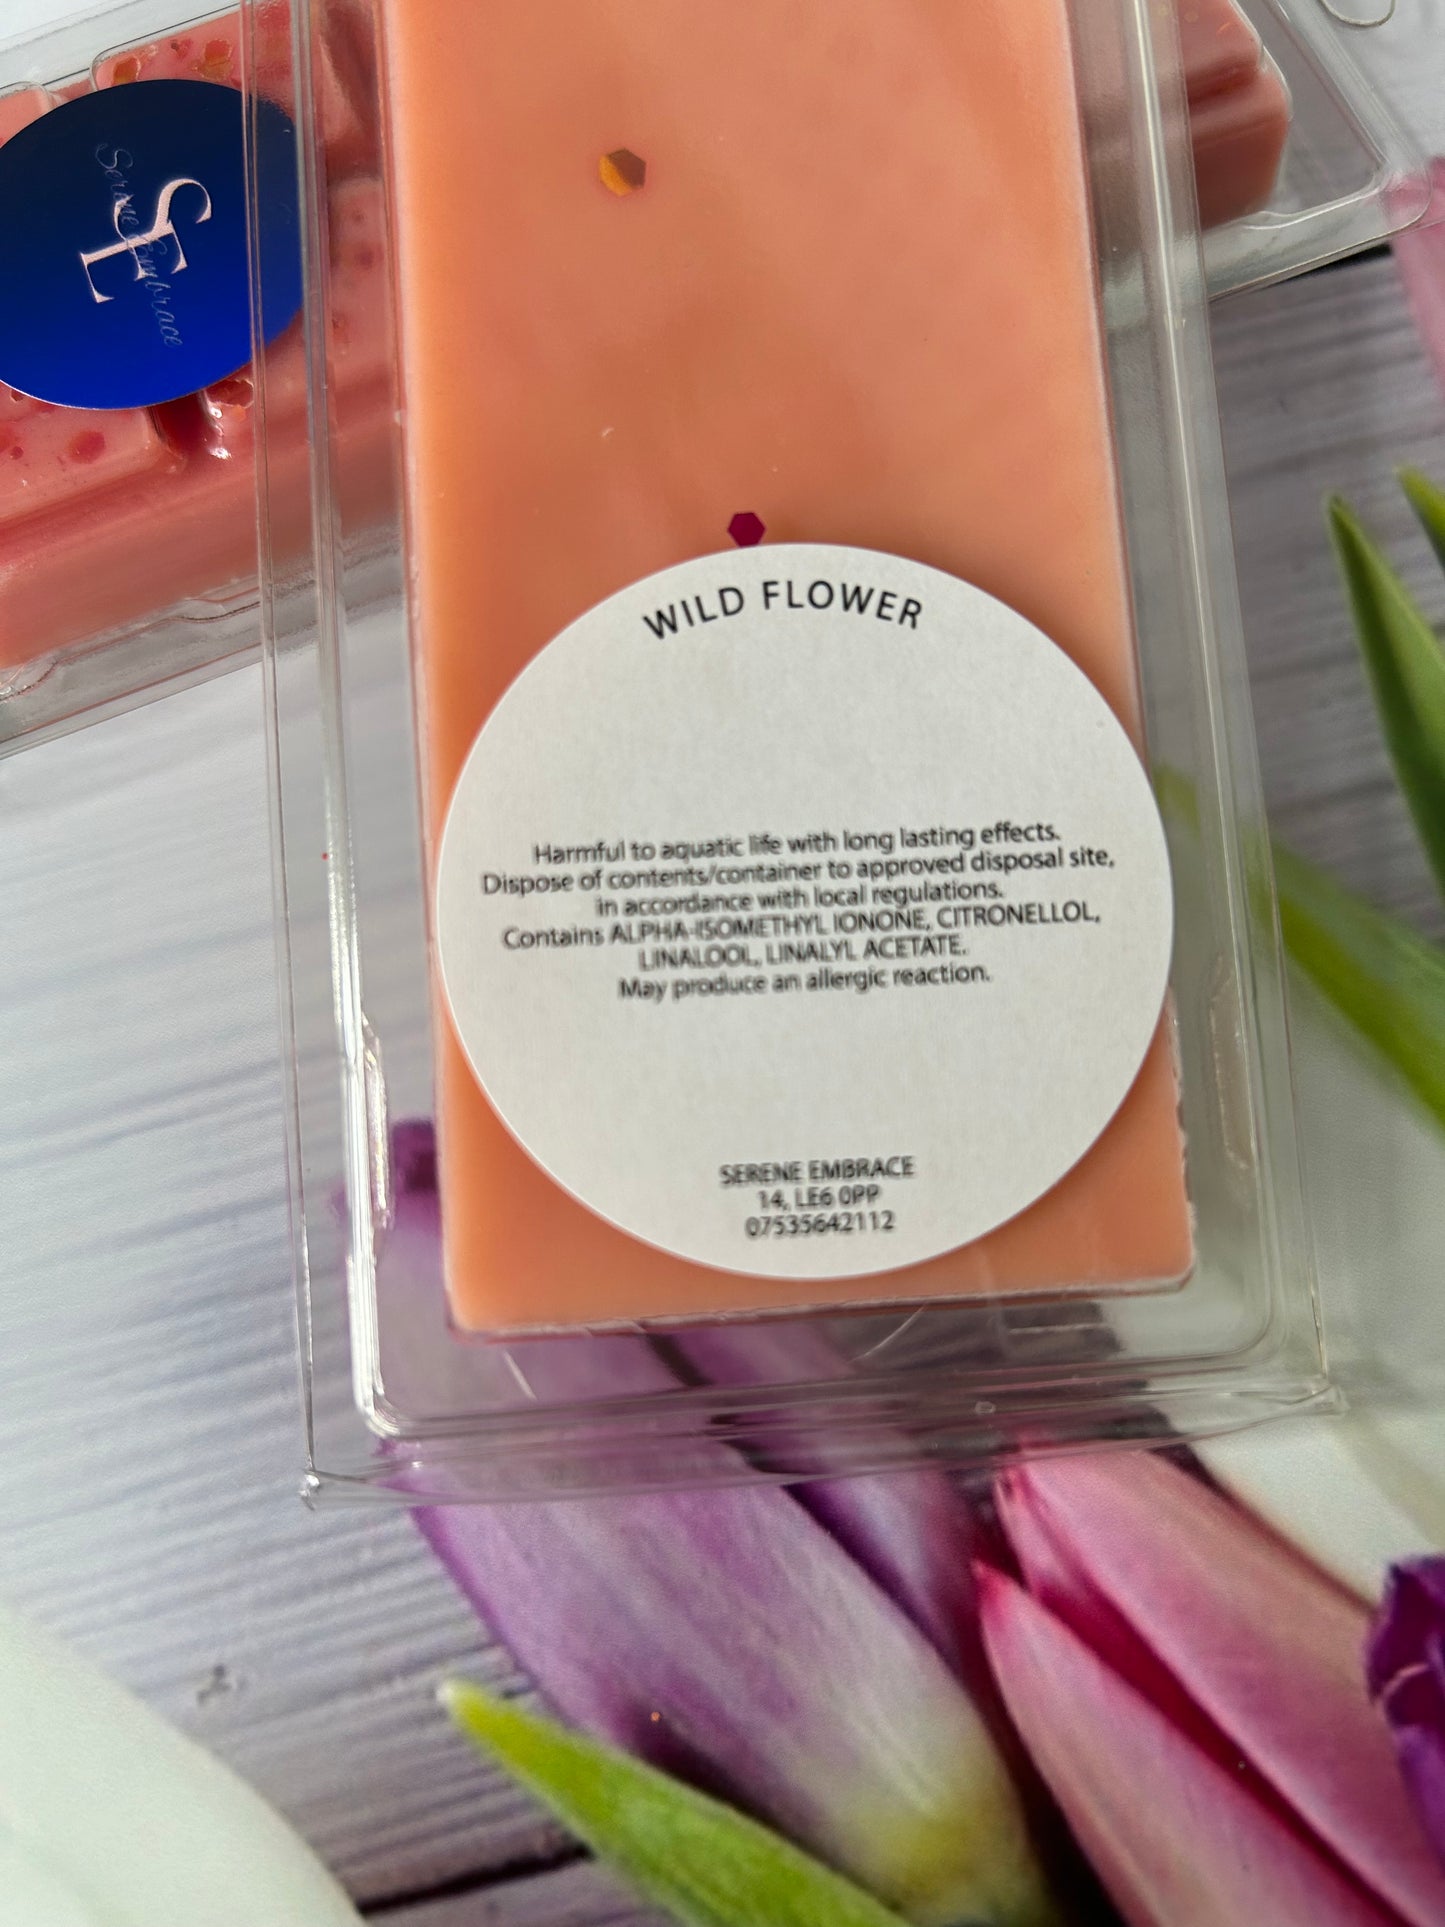 SE
Serene Embrace
WILD FLOWER
Harmful to aquatic life with long lasting effects.
Dispose of contents/container to approved disposal site,
in accordance with local regulations.
Contains ALPHA-ISOMETHYL IONONE, CITRONELLOL,
LINALOOL, LINALYL ACETATE.
May produce an allergic reaction.
SERENE EMBRACE
14, LE6 0PP
07535642112